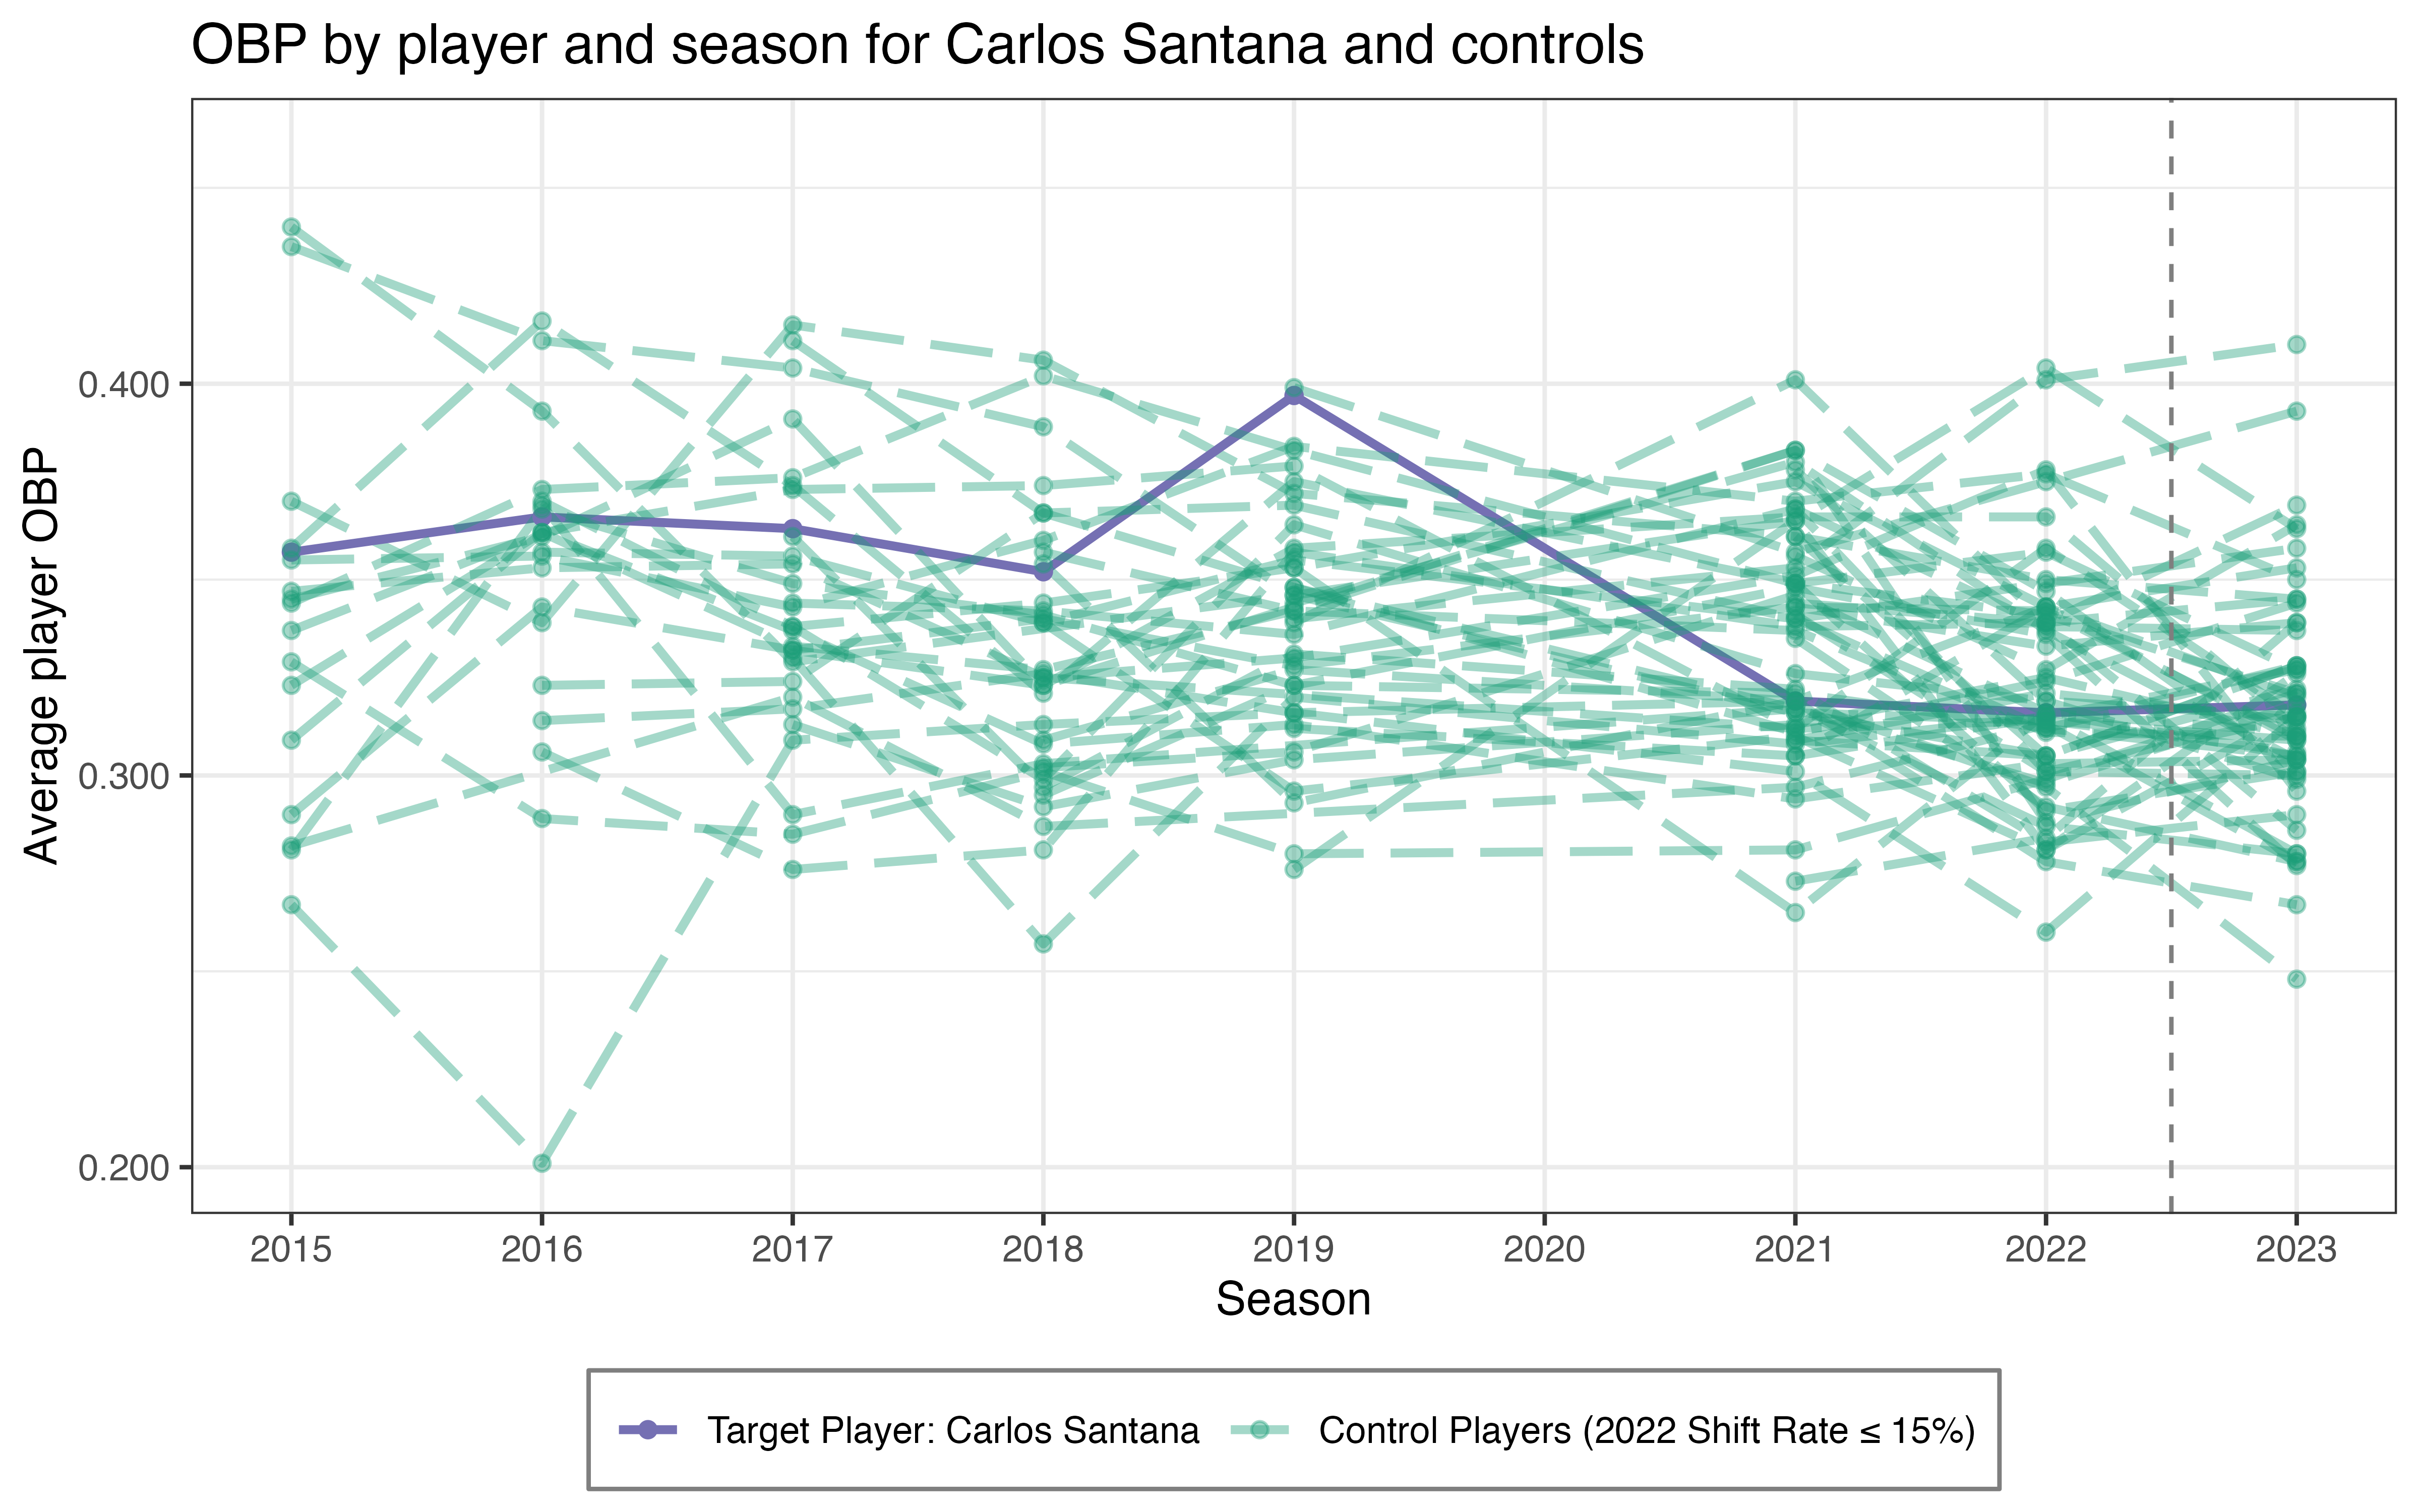 OBP by player and season for Carlos Santana and controls
Average player OBP
0.400
0.300
0.200
2015 2016 2017 2018 2019 2020 2021 2022 2023
Season
Target Player: Carlos Santana Control Players (2022 Shift Rate ≤ 15%)